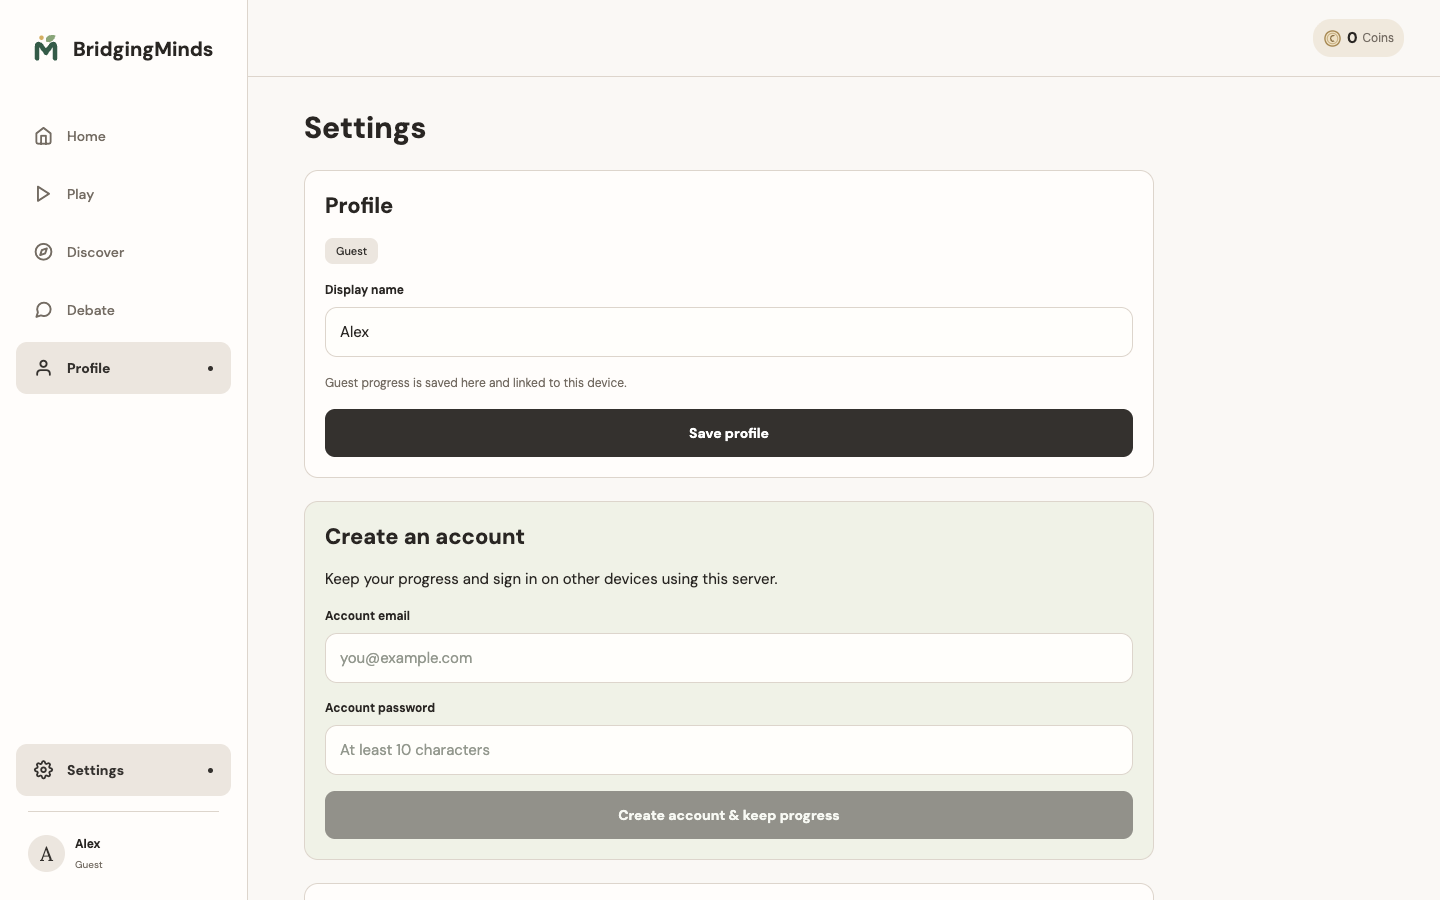 BridgingMinds
0 Coins
Home
Play
Discover
Debate
Profile
Settings
Alex
Guest
A
Settings
Profile
Guest
Display name
Alex
Guest progress is saved here and linked to this device.
Save profile
Create an account
Keep your progress and sign in on other devices using this server.
Account email
you@example.com
Account password
At least 10 characters
Create account & keep progress